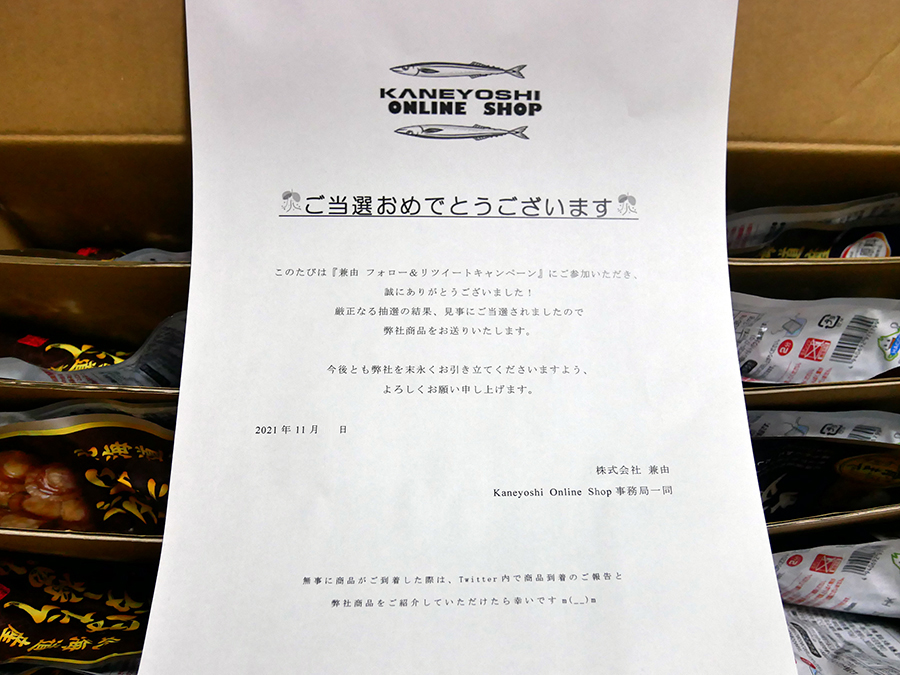 KANEYOSHI
ONLINE SHOP
ご当選おめでとうございます
このたびは『兼由 フォロー＆リツイートキャンペーン』にご参加いただき、
誠にありがとうございました！
厳正なる抽選の結果、見事にご当選されましたので
弊社商品をお送りいたします。
今後とも弊社を末永くお引き立てくださいますよう、
よろしくお願い申し上げます。
2021 年 11 月　　日
株式会社 兼由
Kaneyoshi Online Shop 事務局一同
無事に商品がご到着した際は、Twitter内で商品到着のご報告と
弊社商品をご紹介していただけたら幸いです m(__)m
北海道産